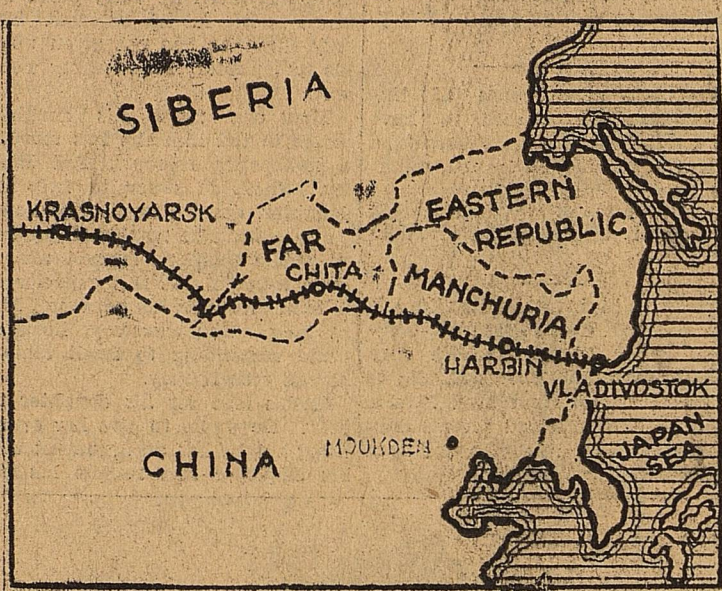 SIBERIA
KRASNOYARSK
FAR
EASTERN
REPUBLIC
CHITA
MANCHURIA
HARBIN
VLADIVOSTOK
MOUKDEN
CHINA
JAPAN
SEA